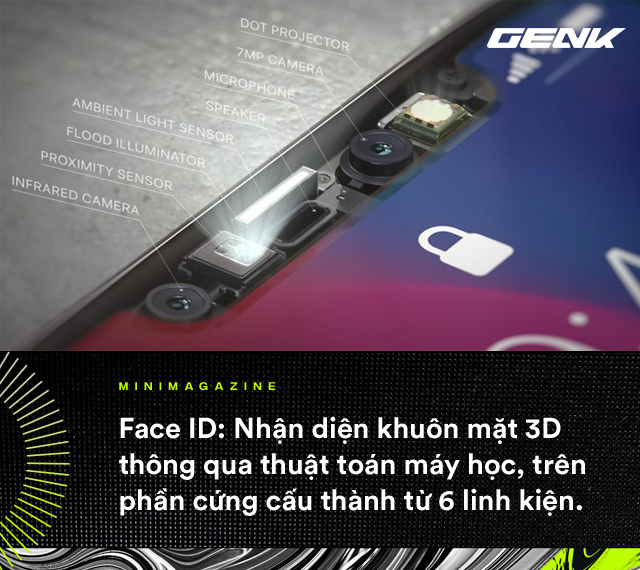 GENK
DOT PROJECTOR
7MP CAMERA
MICROPHONE
SPEAKER
AMBIENT LIGHT SENSOR
FLOOD ILLUMINATOR
PROXIMITY SENSOR
INFRARED CAMERA
MINIMAGAZINE
Face ID: Nhận diện khuôn mặt 3D
thông qua thuật toán máy học, trên
phần cứng cấu thành từ 6 linh kiện.